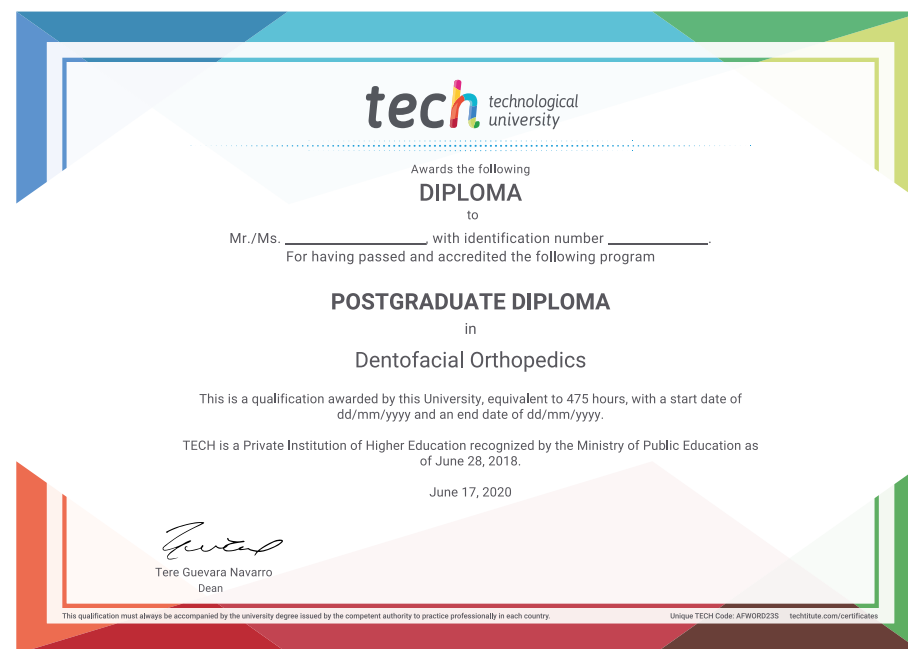 tech technological
university
Awards the following
DIPLOMA
to
Mr./Ms. ____________________, with identification number ______________.
For having passed and accredited the following program
POSTGRADUATE DIPLOMA
in
Dentofacial Orthopedics
This is a qualification awarded by this University, equivalent to 475 hours, with a start date of
dd/mm/yyyy and an end date of dd/mm/yyyy.
TECH is a Private Institution of Higher Education recognized by the Ministry of Public Education as
of June 28, 2018.
June 17, 2020
Tere Guevara Navarro
Dean
This qualification must always be accompanied by the university degree issued by the competent authority to practice professionally in each country. Unique TECH Code: AFWORD23S techtitute.com/certificates